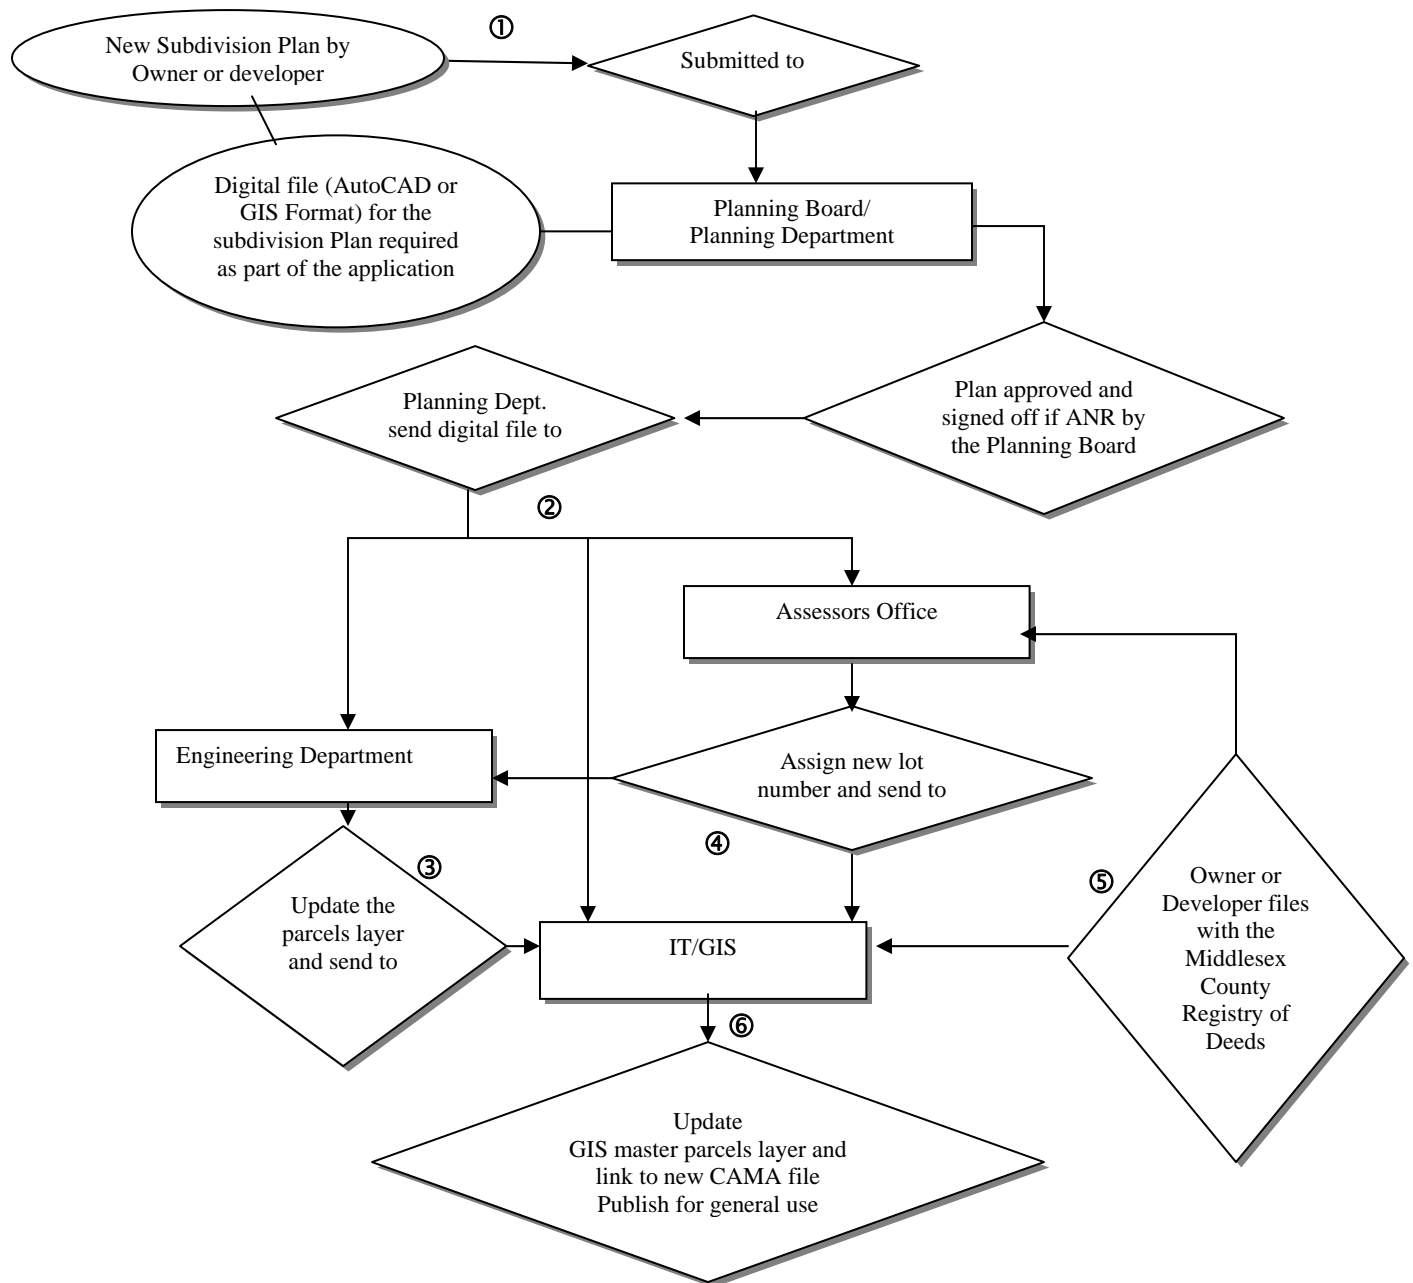 ①
New Subdivision Plan by
Owner or developer
Submitted to
Digital file (AutoCAD or
GIS Format) for the
subdivision Plan required
as part of the application
Planning Board/
Planning Department
Plan approved and
signed off if ANR by
the Planning Board
Planning Dept.
send digital file to
②
Assessors Office
Engineering Department
Assign new lot
number and send to
④
③
Update the
parcels layer
and send to
⑤
Owner or
Developer files
with the
Middlesex
County
Registry of
Deeds
IT/GIS
⑥
Update
GIS master parcels layer and
link to new CAMA file
Publish for general use